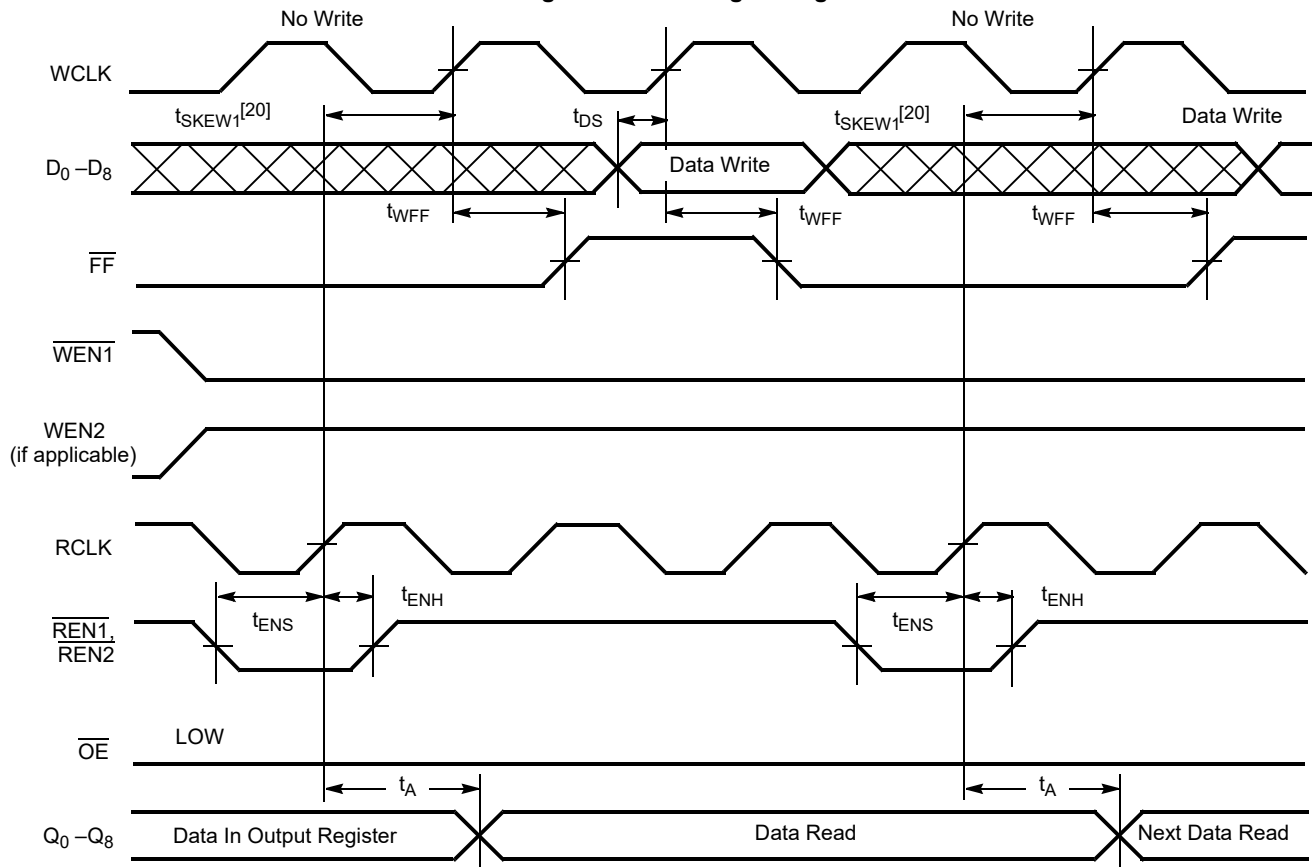 No Write No Write
WCLK
tSKEW1[20] tDS tSKEW1[20] Data Write
D0 –D8 Data Write
tWFF tWFF tWFF
FF
WEN1
WEN2
(if applicable)
RCLK
tENH tENH
REN1, tENS tENS
REN2
OE LOW
tA tA
Q0 –Q8 Data In Output Register Data Read Next Data Read